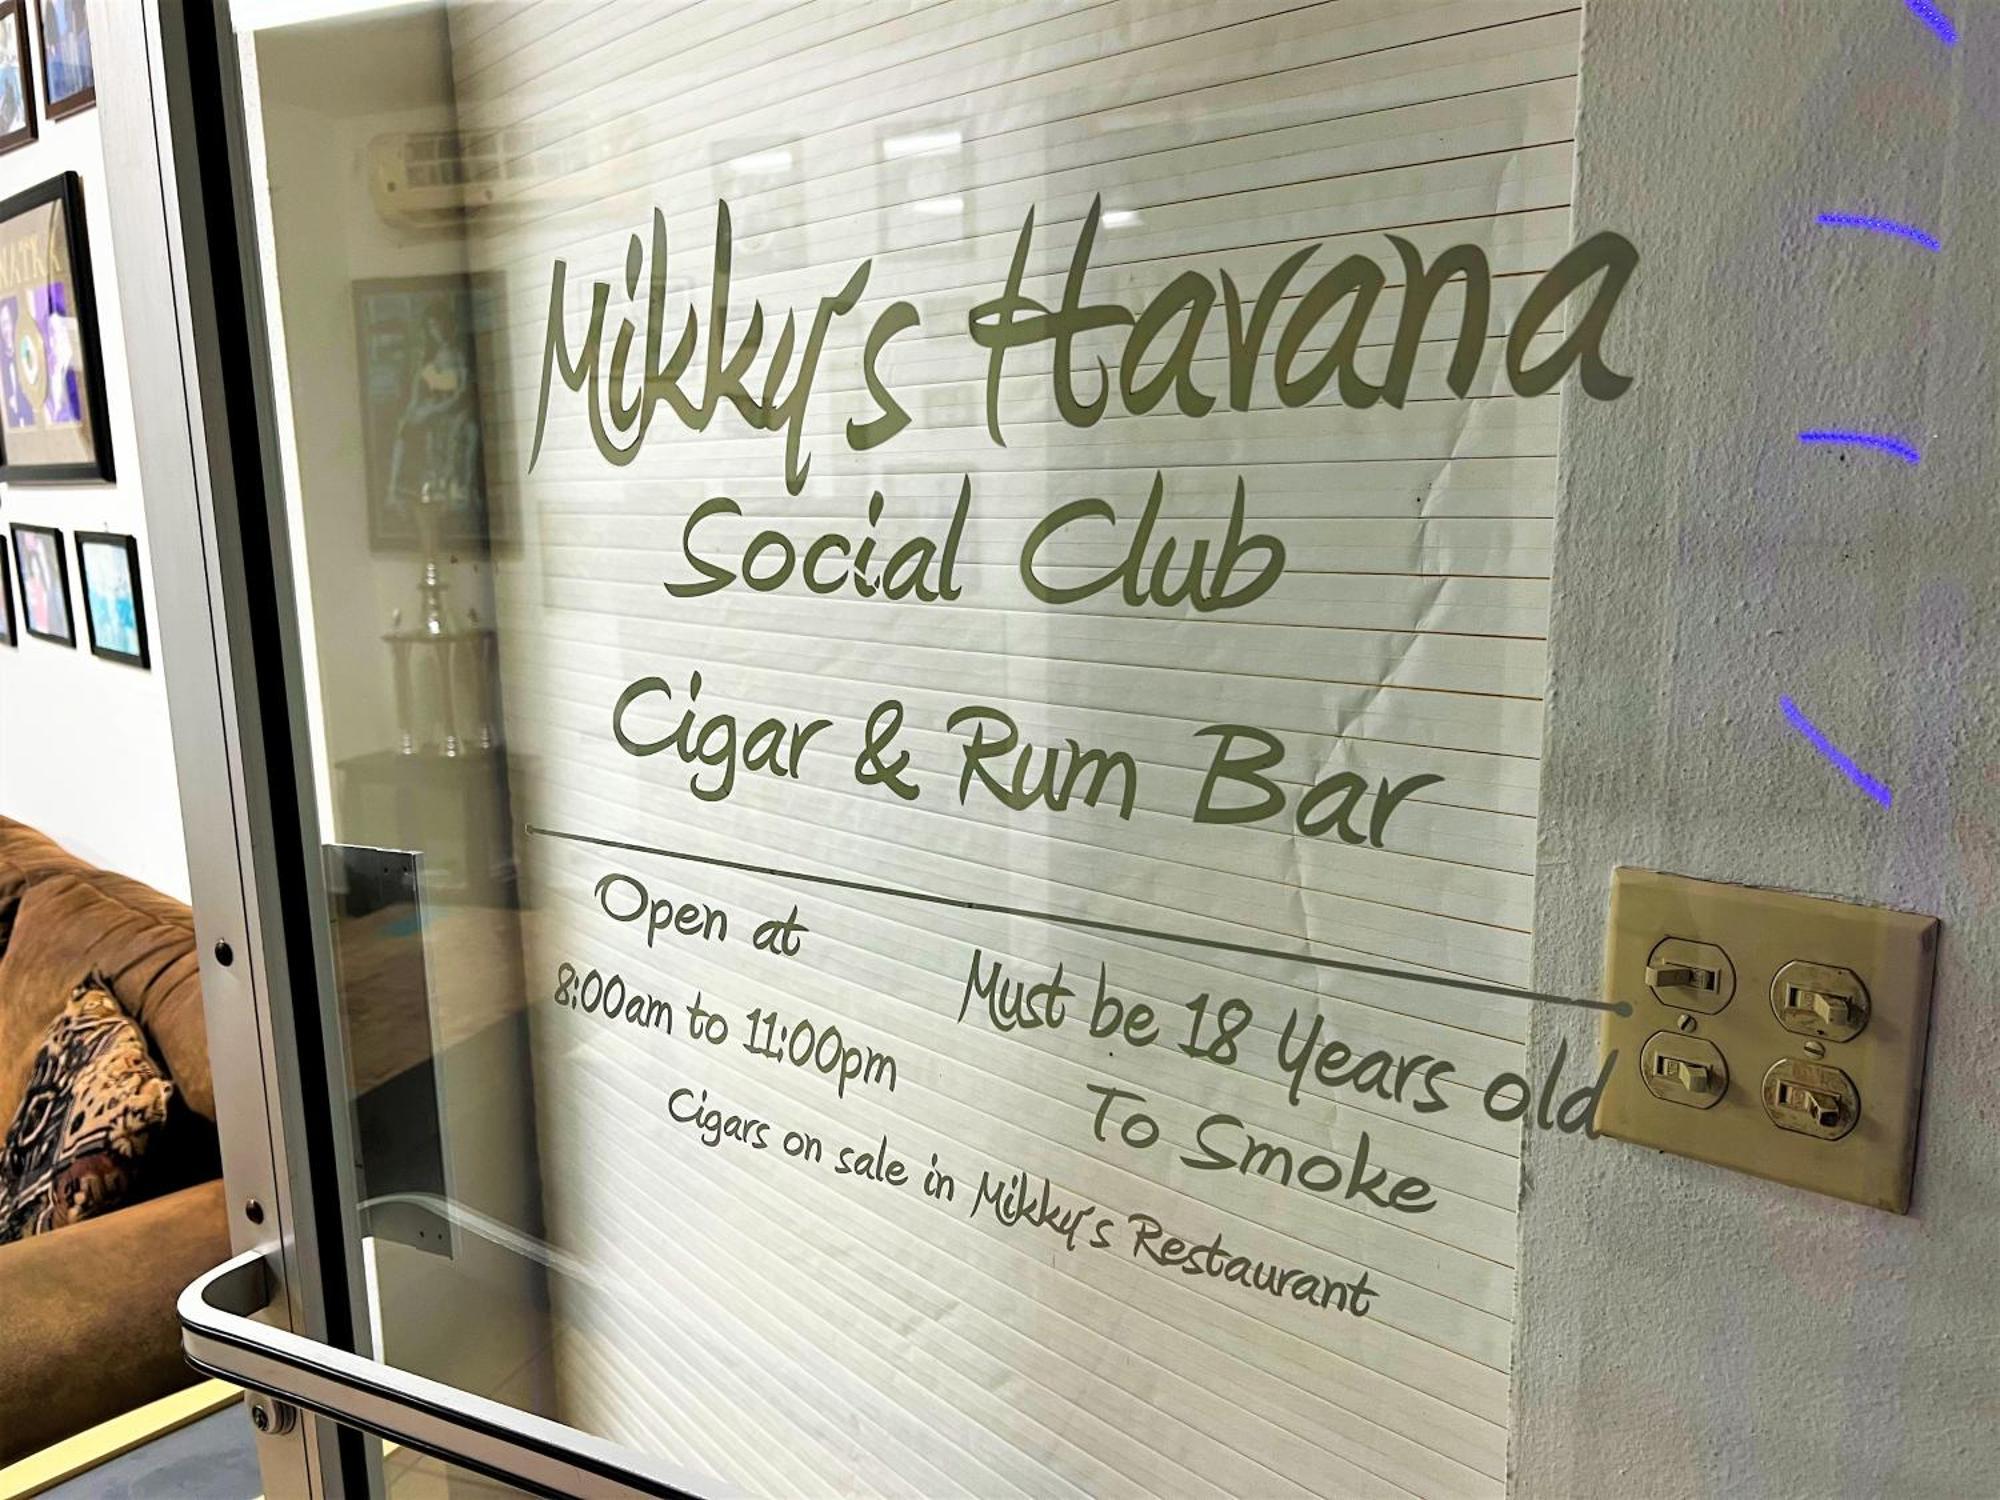 Mikky's Havana
Social Club
Cigar & Rum Bar
Open at
8:00am to 11:00pm
Must be 18 Years old
To Smoke
Cigars on sale in Mikky's Restaurant